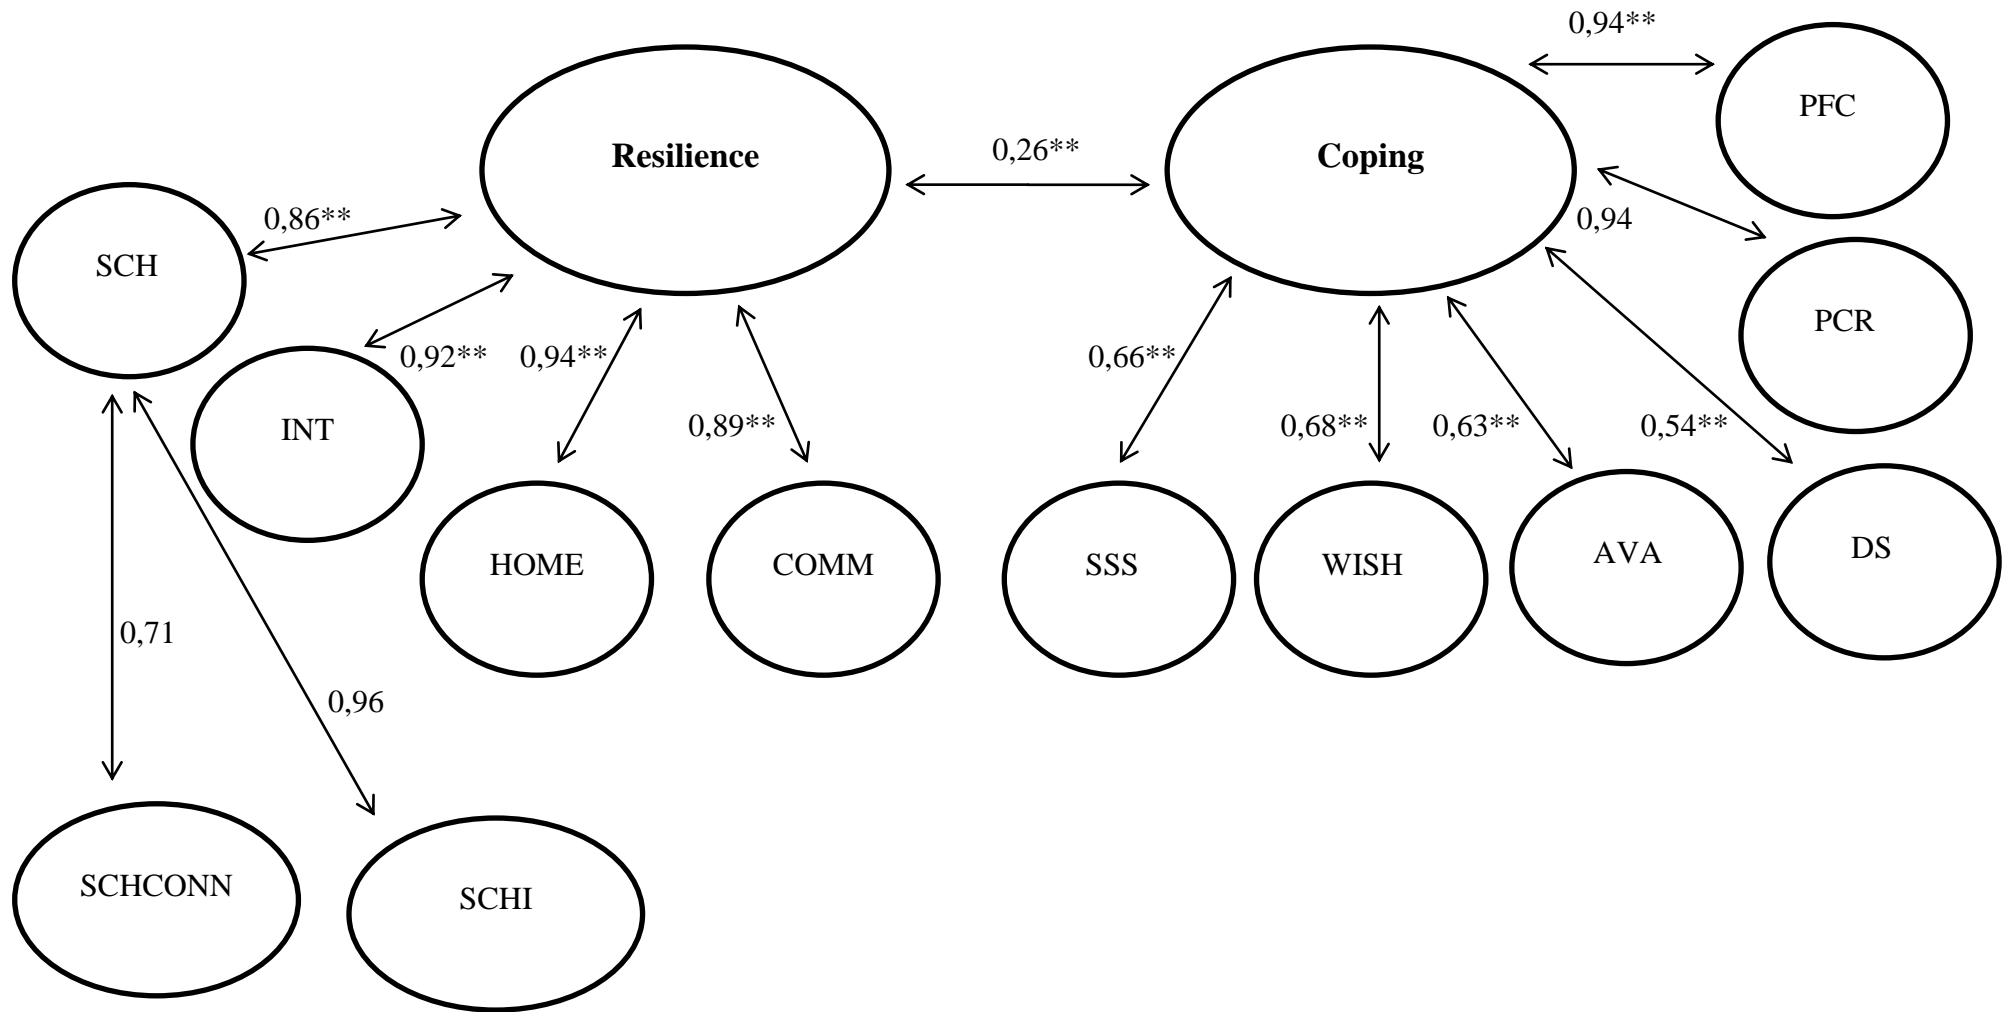 0,94**
PFC
Resilience
0,26**
Coping
0,86**
0,94
SCH
PCR
0,92**
0,94**
0,66**
INT
0,89**
0,68**
0,63**
0,54**
HOME
COMM
SSS
WISH
AVA
DS
0,71
0,96
SCHCONN
SCHI